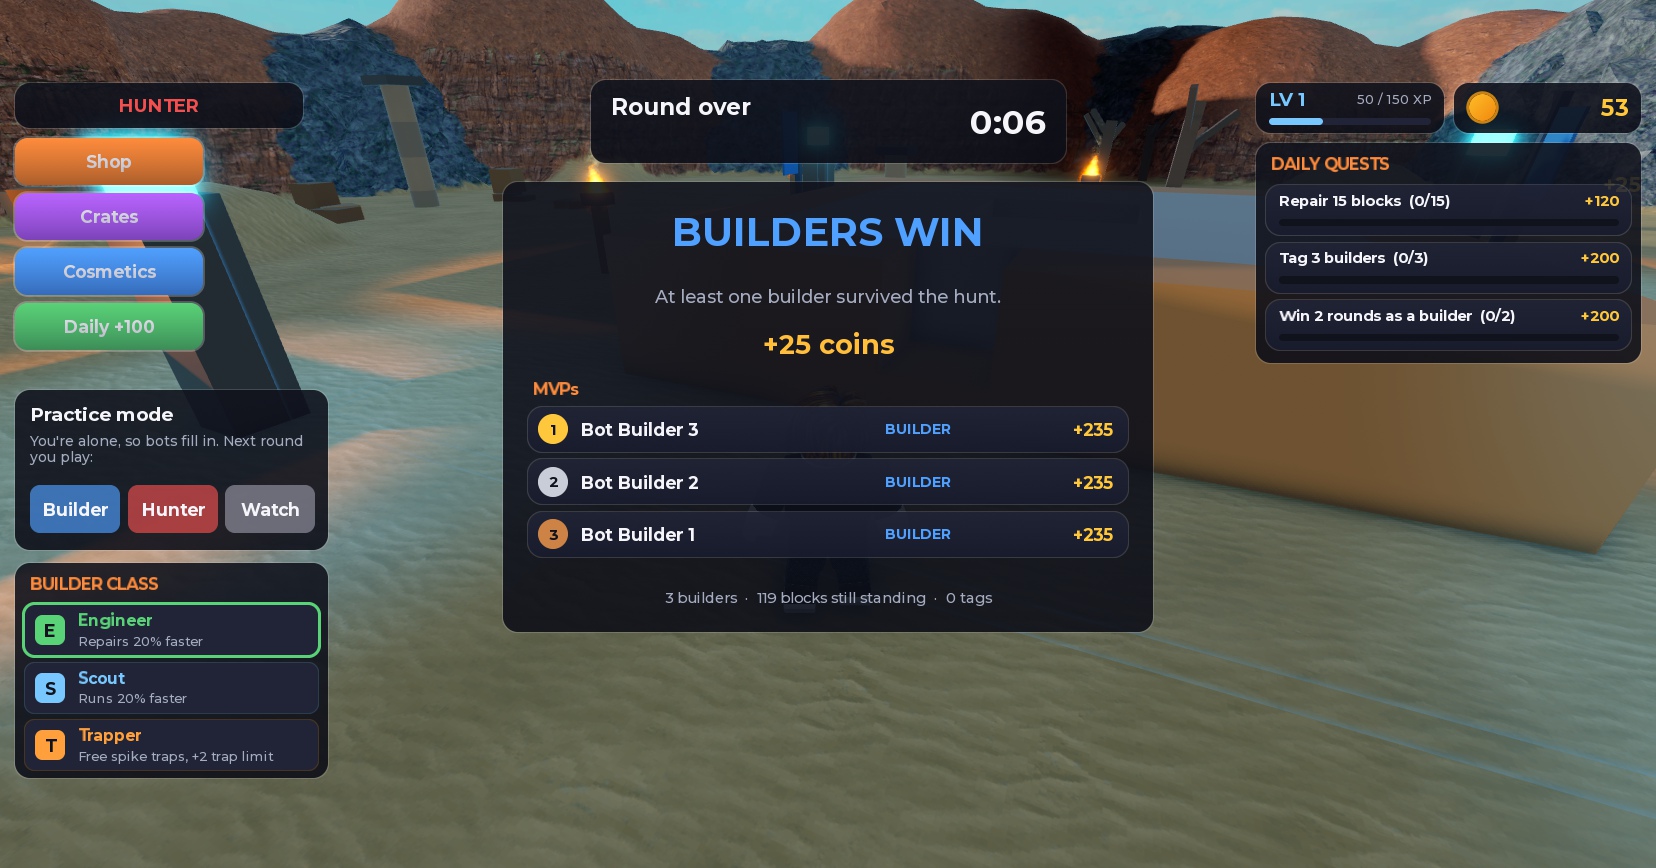 HUNTER
Shop
Crates
Cosmetics
Daily +100
Practice mode
You're alone, so bots fill in. Next round
you play:
Builder
Hunter
Watch
BUILDER CLASS
E
Engineer
Repairs 20% faster
S
Scout
Runs 20% faster
T
Trapper
Free spike traps, +2 trap limit
Round over
0:06
BUILDERS WIN
At least one builder survived the hunt.
+25 coins
MVPs
1 Bot Builder 3 BUILDER +235
2 Bot Builder 2 BUILDER +235
3 Bot Builder 1 BUILDER +235
3 builders · 119 blocks still standing · 0 tags
LV 1 50 / 150 XP
53
DAILY QUESTS
+25
Repair 15 blocks (0/15) +120
Tag 3 builders (0/3) +200
Win 2 rounds as a builder (0/2) +200